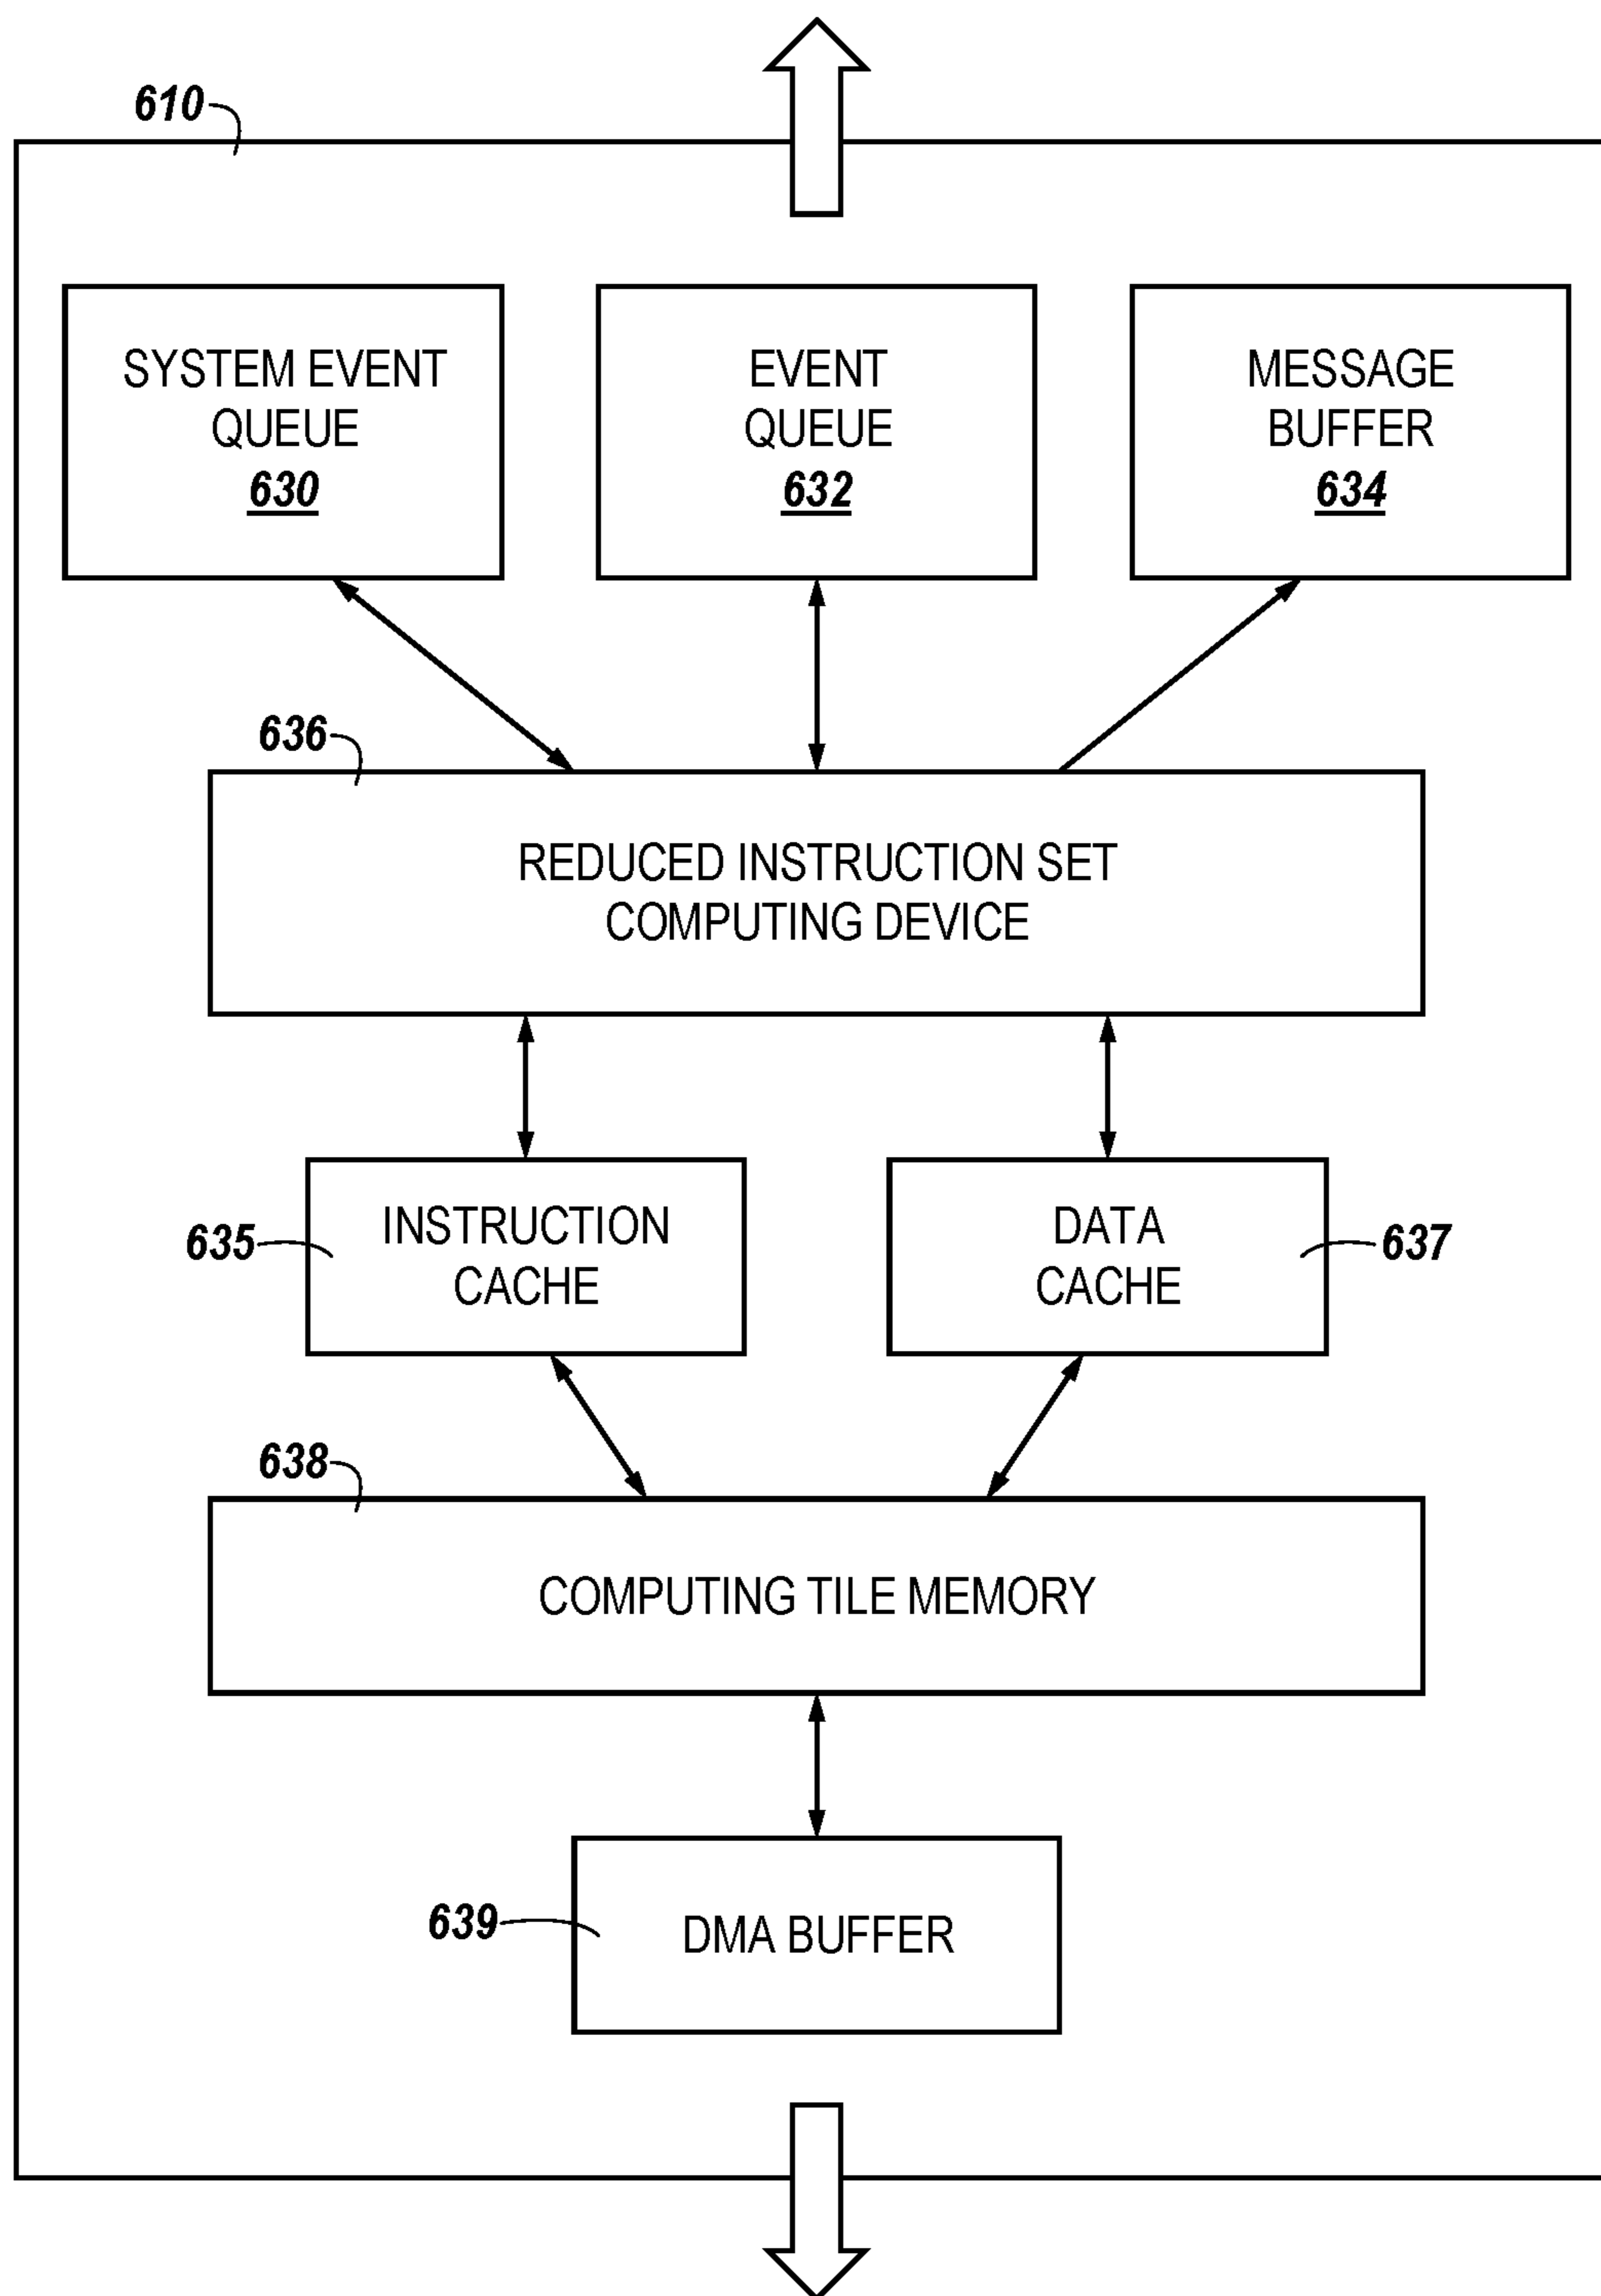 610
SYSTEM EVENT
QUEUE
630
EVENT
QUEUE
632
MESSAGE
BUFFER
634
636
REDUCED INSTRUCTION SET
COMPUTING DEVICE
635
INSTRUCTION
CACHE
DATA
CACHE
637
638
COMPUTING TILE MEMORY
639
DMA BUFFER